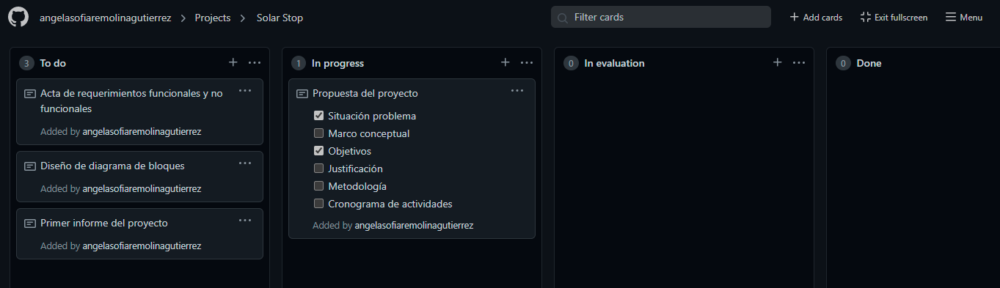 angelasofiaremolinagutierrez > Projects > Solar Stop
Filter cards
Add cards
Exit fullscreen
Menu
3 To do
Acta de requerimientos funcionales y no
funcionales
Added by angelasofiaremolinagutierrez
Diseño de diagrama de bloques
Added by angelasofiaremolinagutierrez
Primer informe del proyecto
Added by angelasofiaremolinagutierrez
1 In progress
Propuesta del proyecto
Situación problema
Marco conceptual
Objetivos
Justificación
Metodología
Cronograma de actividades
Added by angelasofiaremolinagutierrez
0 In evaluation
0 Done